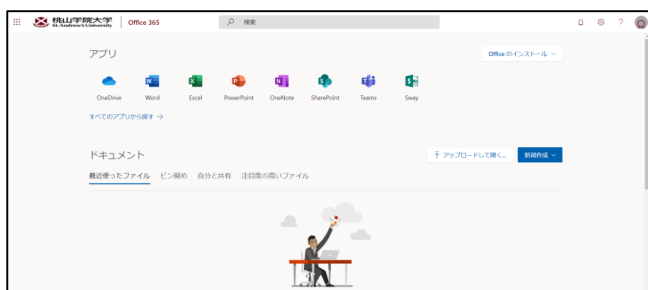 桃山学院大学
St. Andrew's University
Office 365
検索
?
アプリ
Office のインストール
OneDrive
Word
Excel
PowerPoint
OneNote
SharePoint
Teams
Sway
すべてのアプリから探す →
ドキュメント
アップロードして開く...
新規作成
最近使ったファイル ピン留め 自分と共有 注目度の高いファイル